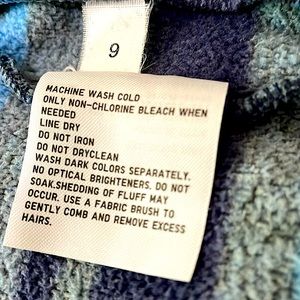 9
MACHINE WASH COLD
ONLY NON-CHLORINE BLEACH WHEN
NEEDED
LINE DRY
DO NOT IRON
DO NOT DRYCLEAN
WASH DARK COLORS SEPARATELY.
NO OPTICAL BRIGHTENERS. DO NOT
SOAK.SHEDDING OF FLUFF MAY
OCCUR. USE A FABRIC BRUSH TO
GENTLY COMB AND REMOVE EXCESS
HAIRS.